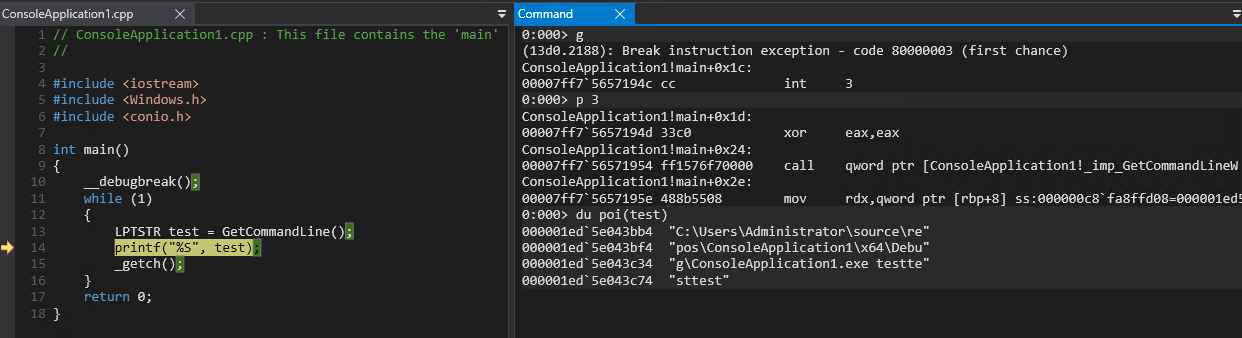 ConsoleApplication1.cpp
1 // ConsoleApplication1.cpp : This file contains the 'main'
2 //
3
4 #include <iostream>
5 #include <Windows.h>
6 #include <conio.h>
7
8 int main()
9 {
10 __debugbreak();
11 while (1)
12 {
13 LPTSTR test = GetCommandLine();
14 printf("%S", test);
15 _getch();
16 }
17 return 0;
18 }
Command
0:000> g
(13d0.2188): Break instruction exception - code 80000003 (first chance)
ConsoleApplication1!main+0x1c:
00007ff7`5657194c cc int 3
0:000> p 3
ConsoleApplication1!main+0x1d:
00007ff7`5657194d 33c0 xor eax,eax
ConsoleApplication1!main+0x24:
00007ff7`56571954 ff1576f70000 call qword ptr [ConsoleApplication1!_imp_GetCommandLineW
ConsoleApplication1!main+0x2e:
00007ff7`5657195e 488b5508 mov rdx,qword ptr [rbp+8] ss:000000c8`fa8ffd08=000001ed5
0:000> du poi(test)
000001ed`5e043bb4 "C:\Users\Administrator\source\re"
000001ed`5e043bf4 "pos\ConsoleApplication1\x64\Debu"
000001ed`5e043c34 "g\ConsoleApplication1.exe testte"
000001ed`5e043c74 "sttest"